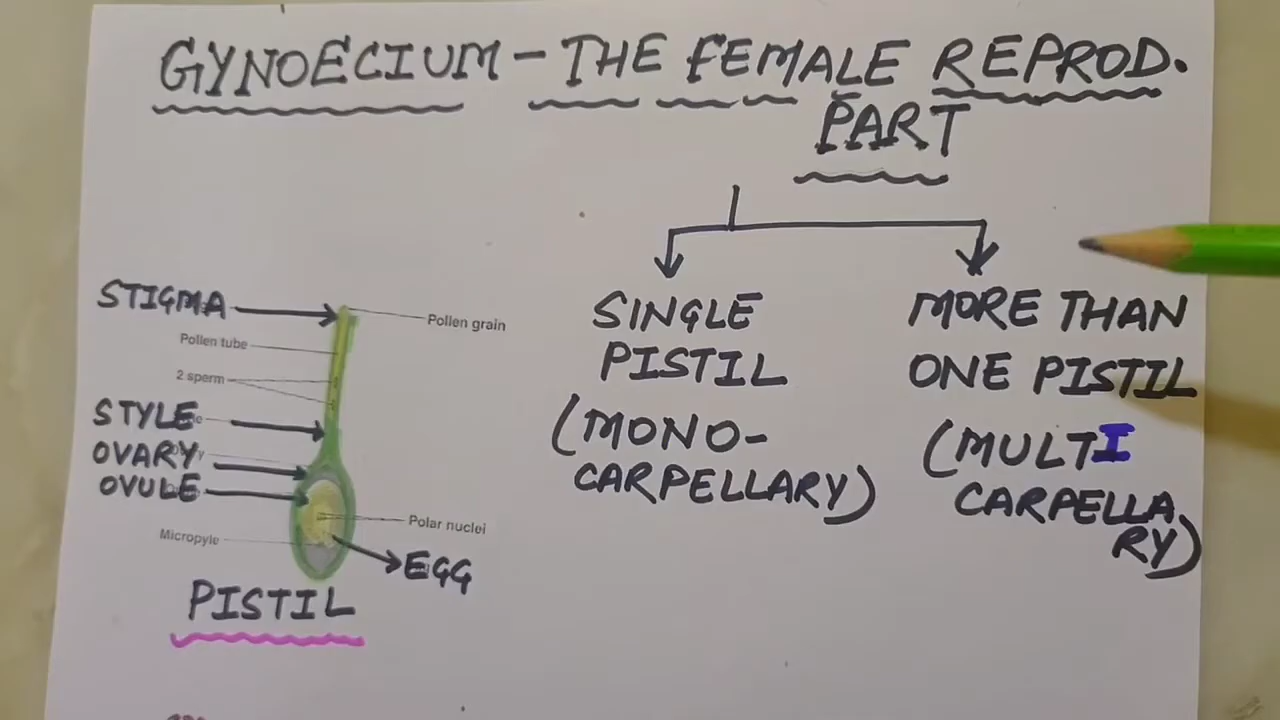 GYNOECIUM - THE FEMALE REPROD.
PART
SINGLE
PISTIL
(MONO-
CARPELLARY)
MORE THAN
ONE PISTIL
(MULTI
CARPELLA
RY)
STIGMA
Pollen grain
Pollen tube
2 sperm
STYLE
OVARY
OVULE
Polar nuclei
Micropyle
EGG
PISTIL